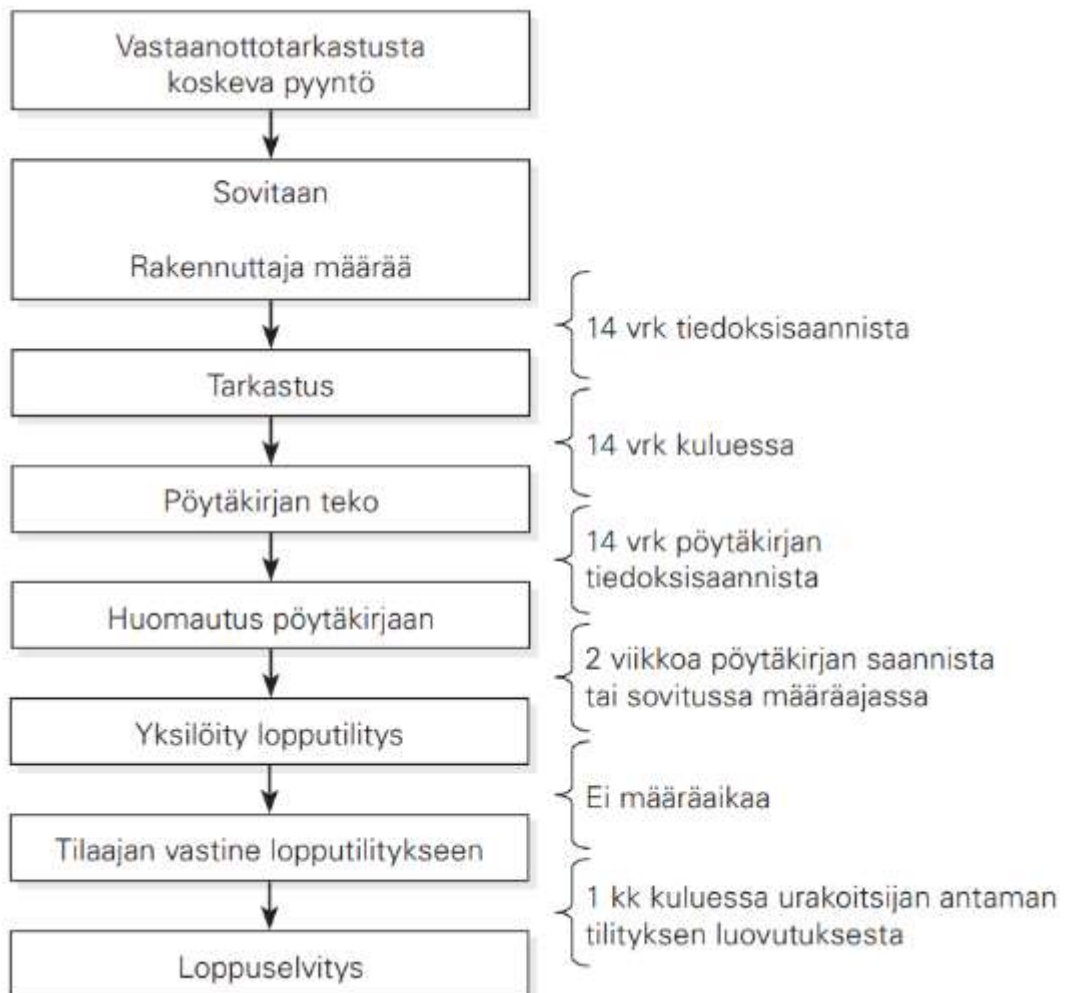 Vastaanottotarkastusta
koskeva pyyntö
Sovitaan
Rakennuttaja määrää
14 vrk tiedoksisaannista
Tarkastus
14 vrk kuluessa
Pöytäkirjan teko
14 vrk pöytäkirjan
tiedoksisaannista
Huomautus pöytäkirjaan
2 viikkoa pöytäkirjan saannista
tai sovitussa määräajassa
Yksilöity lopputilitys
Ei määräaikaa
Tilaajan vastine lopputilitykseen
1 kk kuluessa urakoitsijan antaman
tilityksen luovutuksesta
Loppuselvitys